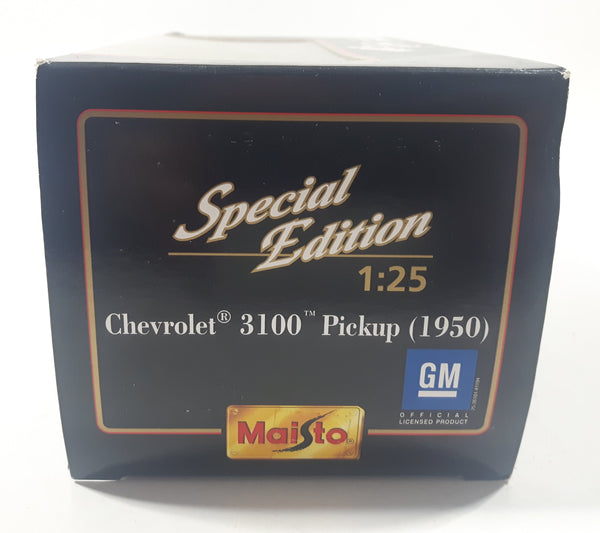 Special
Edition
1:25
Chevrolet® 3100™ Pickup (1950)
GM
OFFICIAL
LICENSED PRODUCT
Maisto®